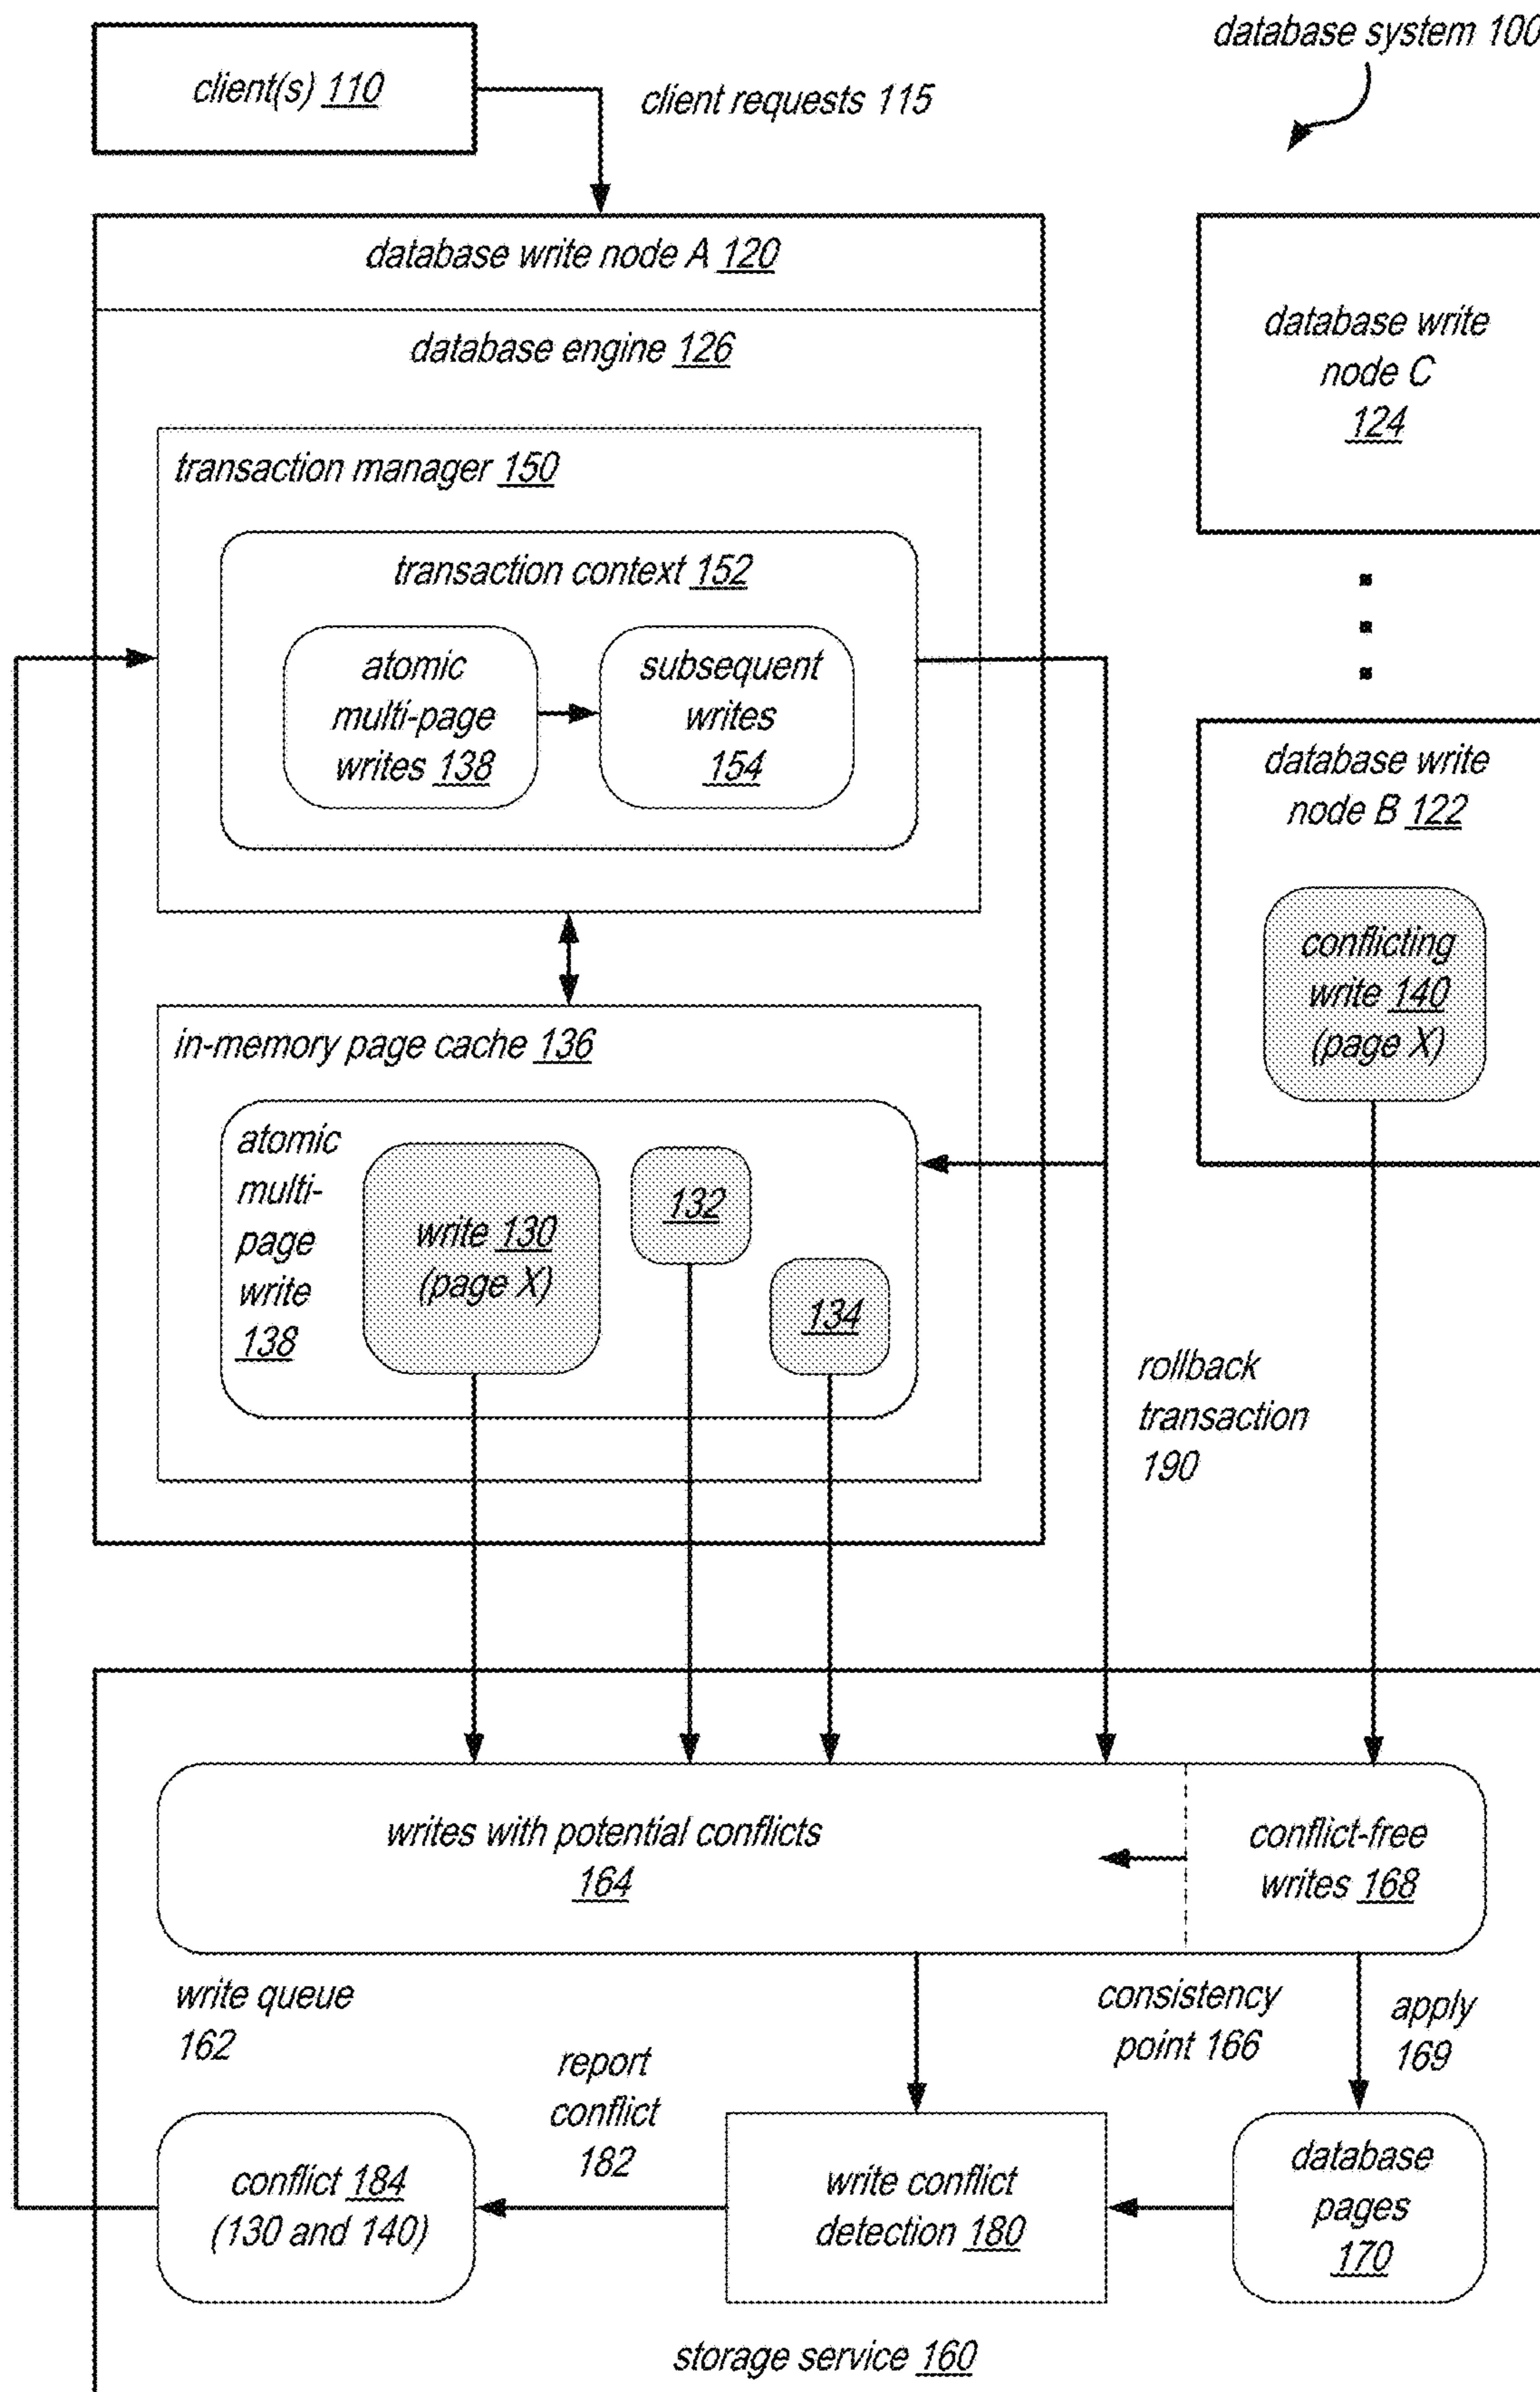 database system 100
client(s) 110
client requests 115
database write node A 120
database engine 126
transaction manager 150
transaction context 152
atomic
multi-page
writes 138
subsequent
writes
154
database write
node C
124
database write
node B 122
conflicting
write 140
(page X)
in-memory page cache 136
atomic
multi-
page
write
138
write 130
(page X)
132
134
rollback
transaction
190
writes with potential conflicts
164
conflict-free
writes 168
write queue
162
consistency
point 166
apply
169
report
conflict
182
conflict 184
(130 and 140)
write conflict
detection 180
database
pages
170
storage service 160